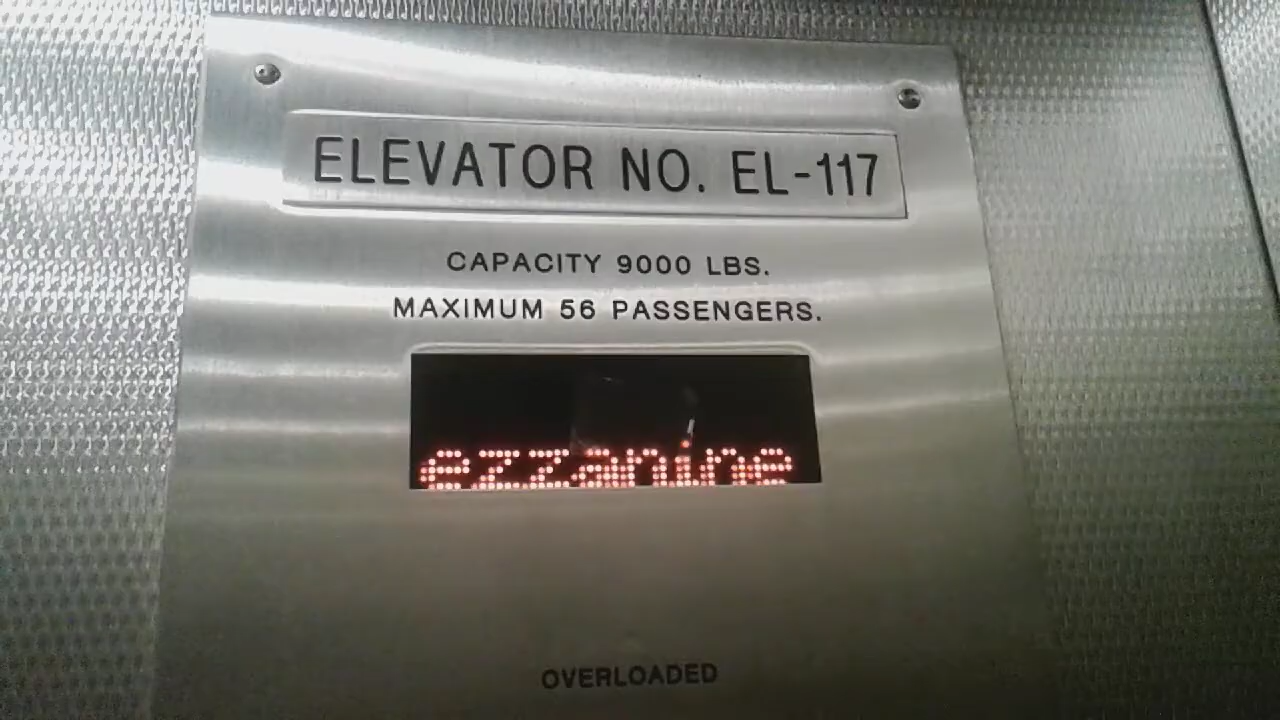 ELEVATOR NO. EL-117
CAPACITY 9000 LBS.
MAXIMUM 56 PASSENGERS.
ezzanine
OVERLOADED